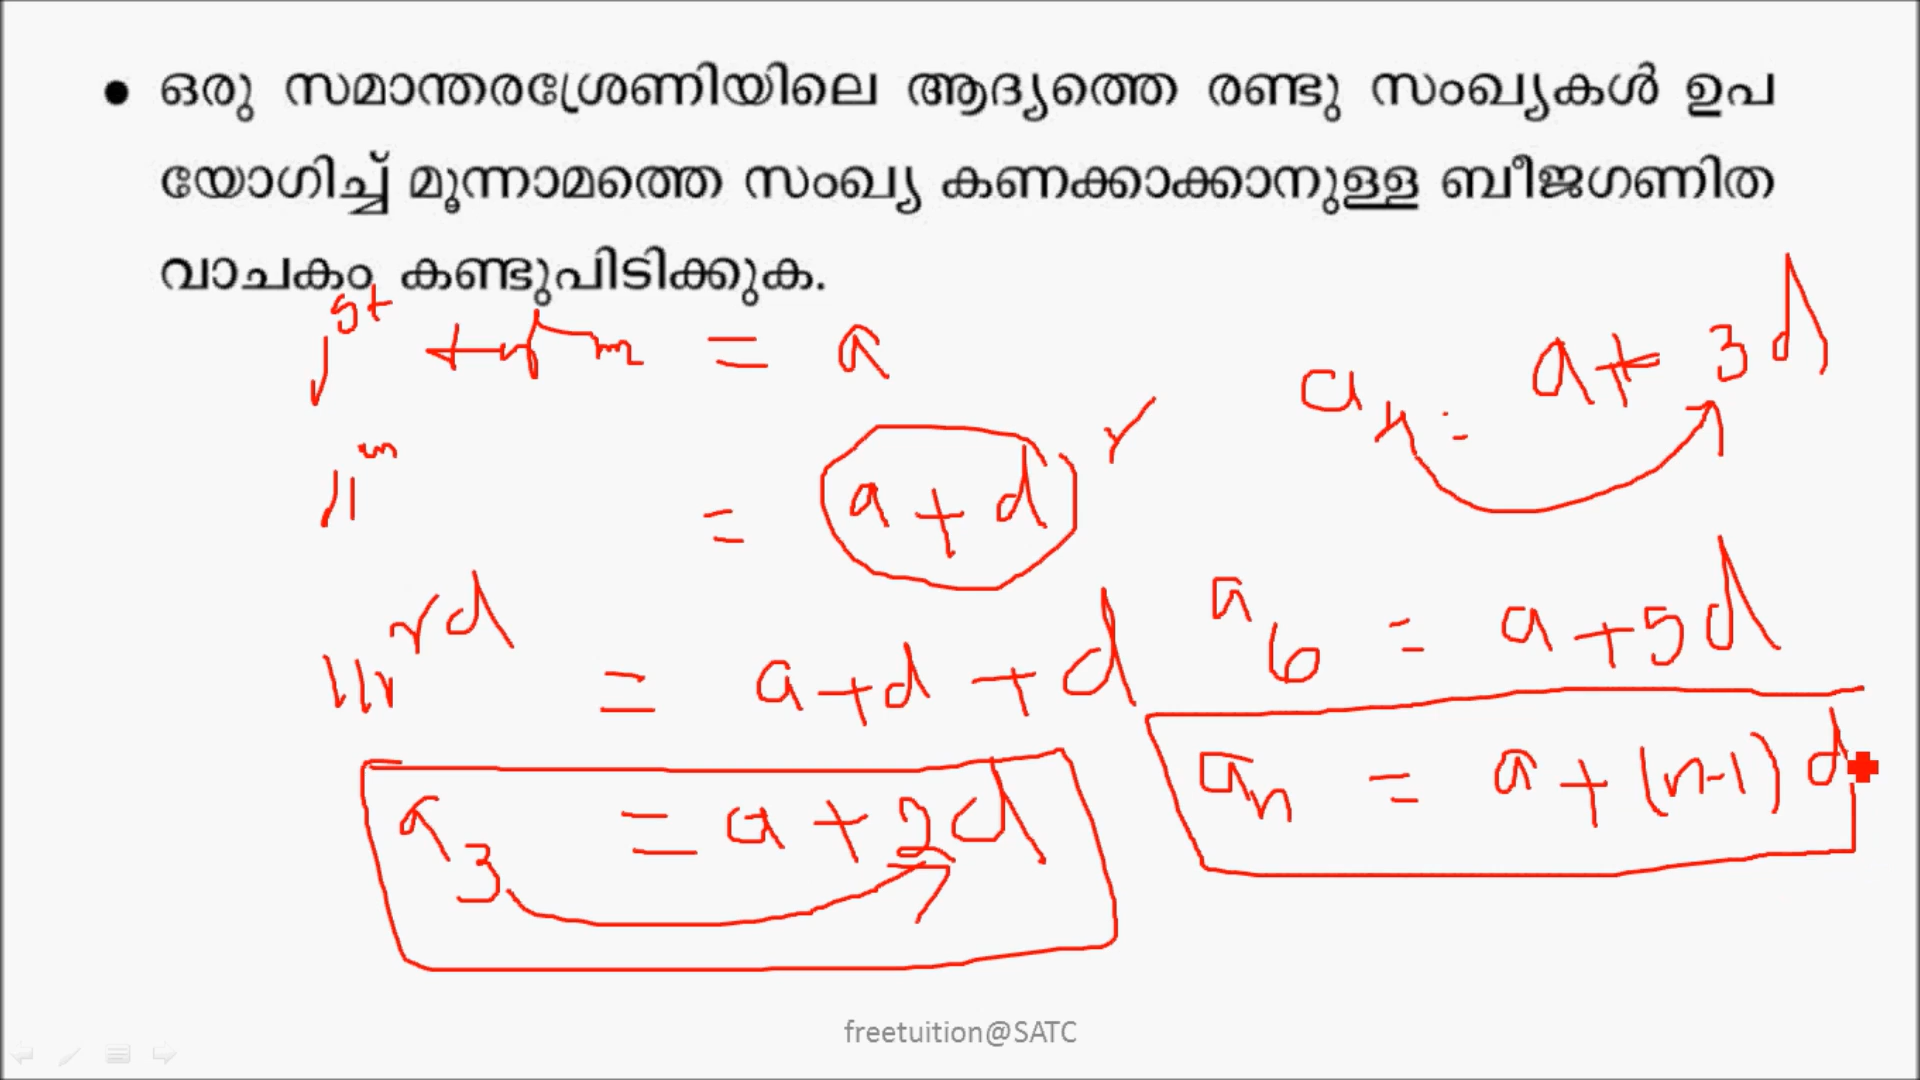 • ഒരു സമാന്തരശ്രേണിയിലെ ആദ്യത്തെ രണ്ടു സംഖ്യകൾ ഉപ
യോഗിച്ച് മൂന്നാമത്തെ സംഖ്യ കണക്കാക്കാനുള്ള ബീജഗണിത
വാചകം കണ്ടുപിടിക്കുക.
1st term = a
II = a + d
IIIrd = a + d + d
a3 = a + 2d
a4 = a + 3d
a6 = a + 5d
an = a + (n-1) d
freetuition@SATC